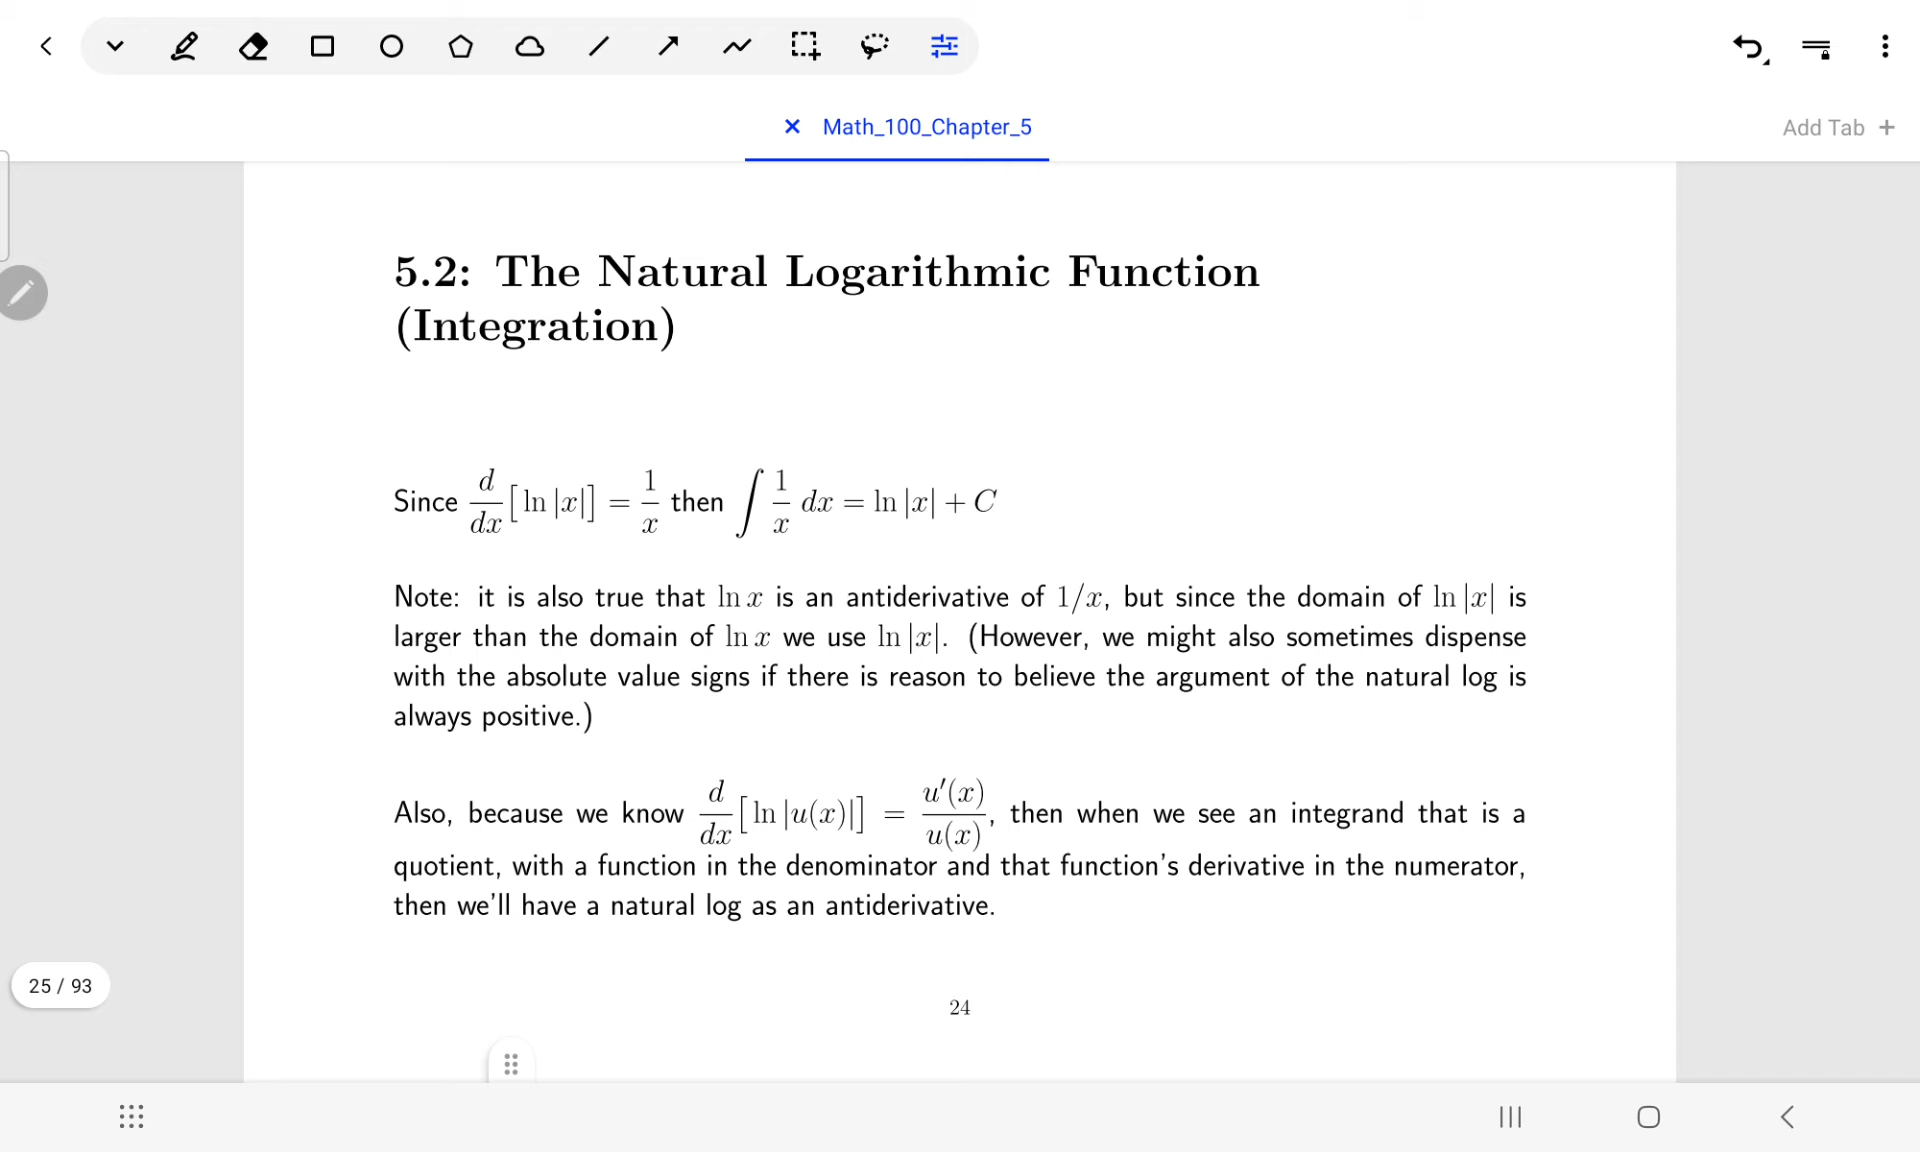 Math_100_Chapter_5
Add Tab +
5.2: The Natural Logarithmic Function
(Integration)
Since d/dx [ln |x|] = 1/x then ∫ 1/x dx = ln |x| + C
Note: it is also true that ln x is an antiderivative of 1/x, but since the domain of ln |x| is
larger than the domain of ln x we use ln |x|. (However, we might also sometimes dispense
with the absolute value signs if there is reason to believe the argument of the natural log is
always positive.)
Also, because we know d/dx [ln |u(x)|] = u′(x)/u(x), then when we see an integrand that is a
quotient, with a function in the denominator and that function's derivative in the numerator,
then we'll have a natural log as an antiderivative.
25 / 93
24